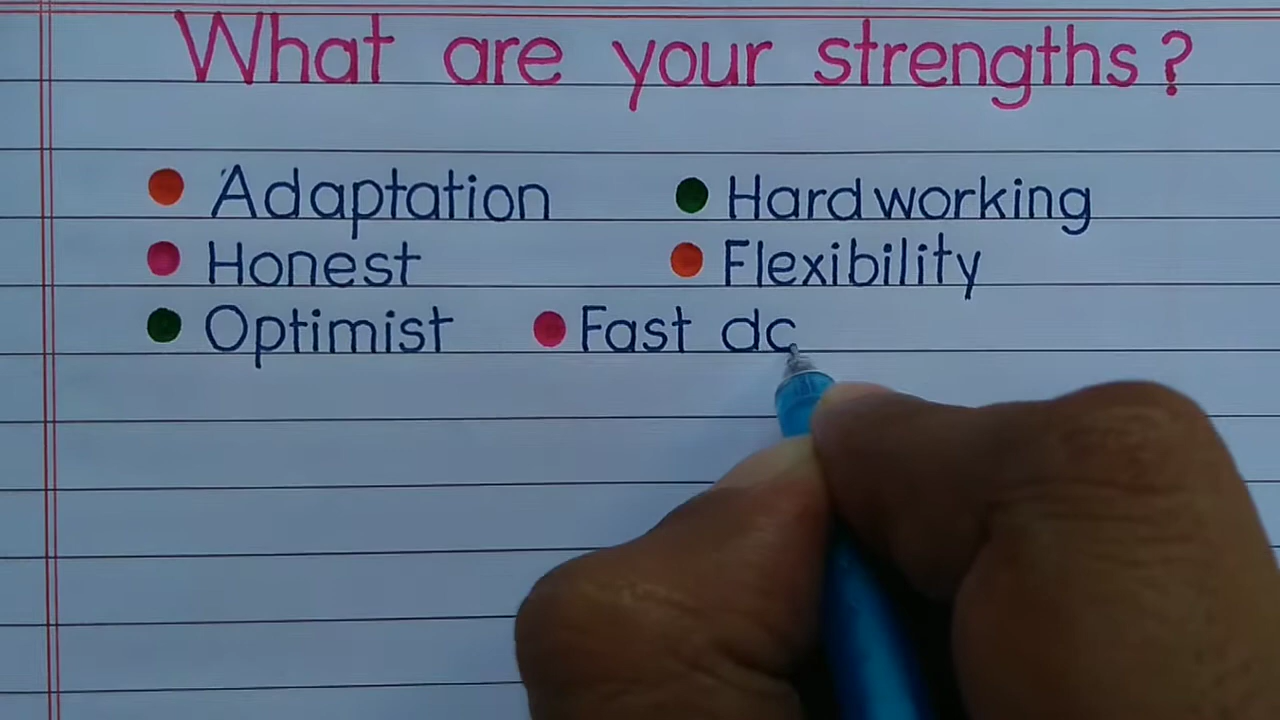 What are your strengths?
Adaptation Hardworking
Honest Flexibility
Optimist Fast